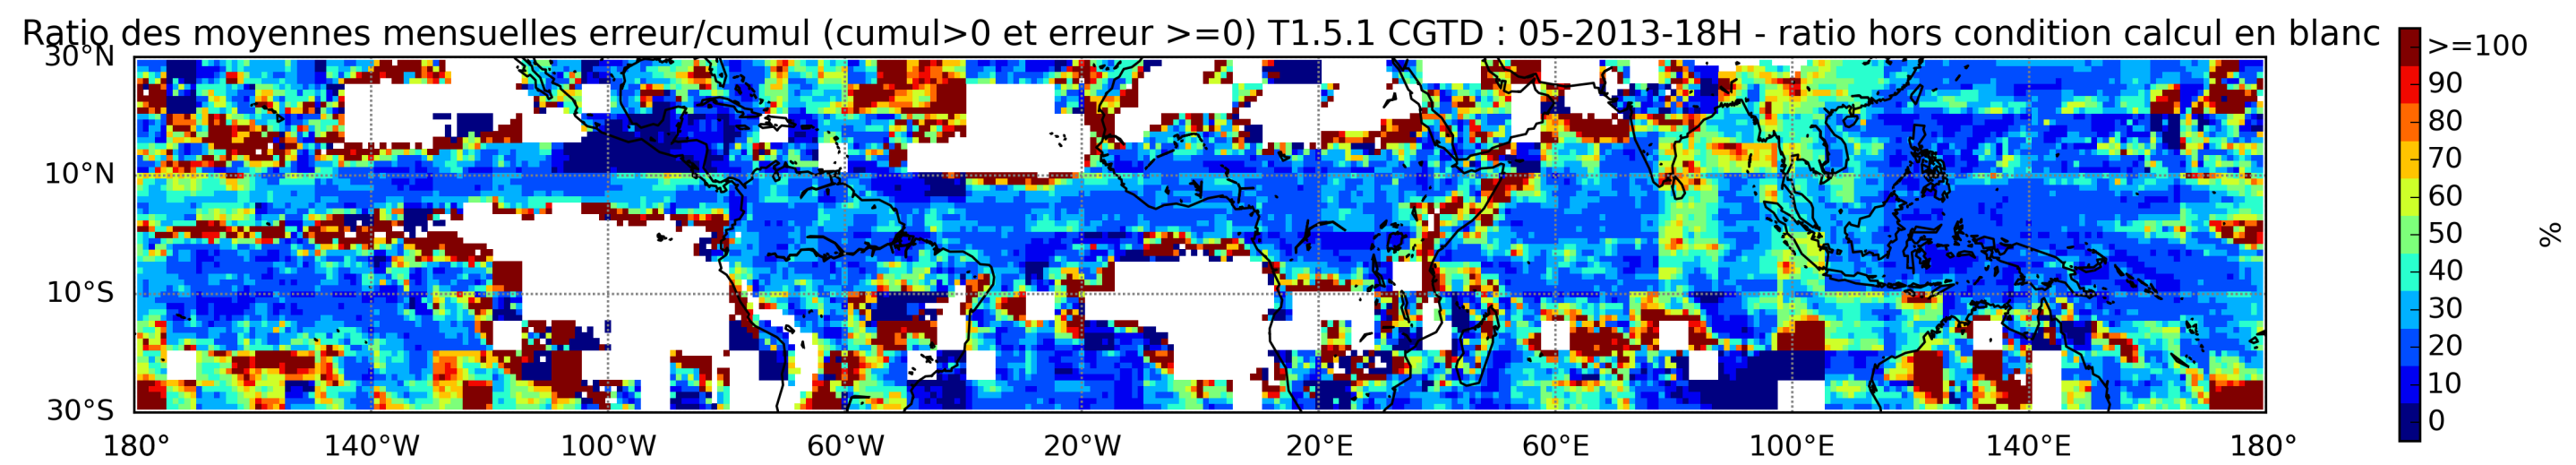 Ratio des moyennes mensuelles erreur/cumul (cumul>0 et erreur >=0) T1.5.1 CGTD : 05-2013-18H - ratio hors condition calcul en blanc
30°N
10°N
10°S
30°S
180°
140°W
100°W
60°W
20°W
20°E
60°E
100°E
140°E
180°
>=100
90
80
70
60
50
40
30
20
10
0
%